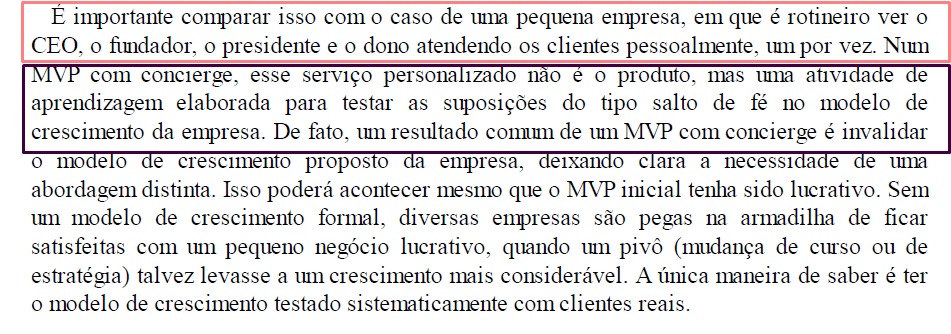 É importante comparar isso com o caso de uma pequena empresa, em que é rotineiro ver o
CEO, o fundador, o presidente e o dono atendendo os clientes pessoalmente, um por vez. Num
MVP com concierge, esse serviço personalizado não é o produto, mas uma atividade de
aprendizagem elaborada para testar as suposições do tipo salto de fé no modelo de
crescimento da empresa. De fato, um resultado comum de um MVP com concierge é invalidar
o modelo de crescimento proposto da empresa, deixando clara a necessidade de uma
abordagem distinta. Isso poderá acontecer mesmo que o MVP inicial tenha sido lucrativo. Sem
um modelo de crescimento formal, diversas empresas são pegas na armadilha de ficar
satisfeitas com um pequeno negócio lucrativo, quando um pivô (mudança de curso ou de
estratégia) talvez levasse a um crescimento mais considerável. A única maneira de saber é ter
o modelo de crescimento testado sistematicamente com clientes reais.